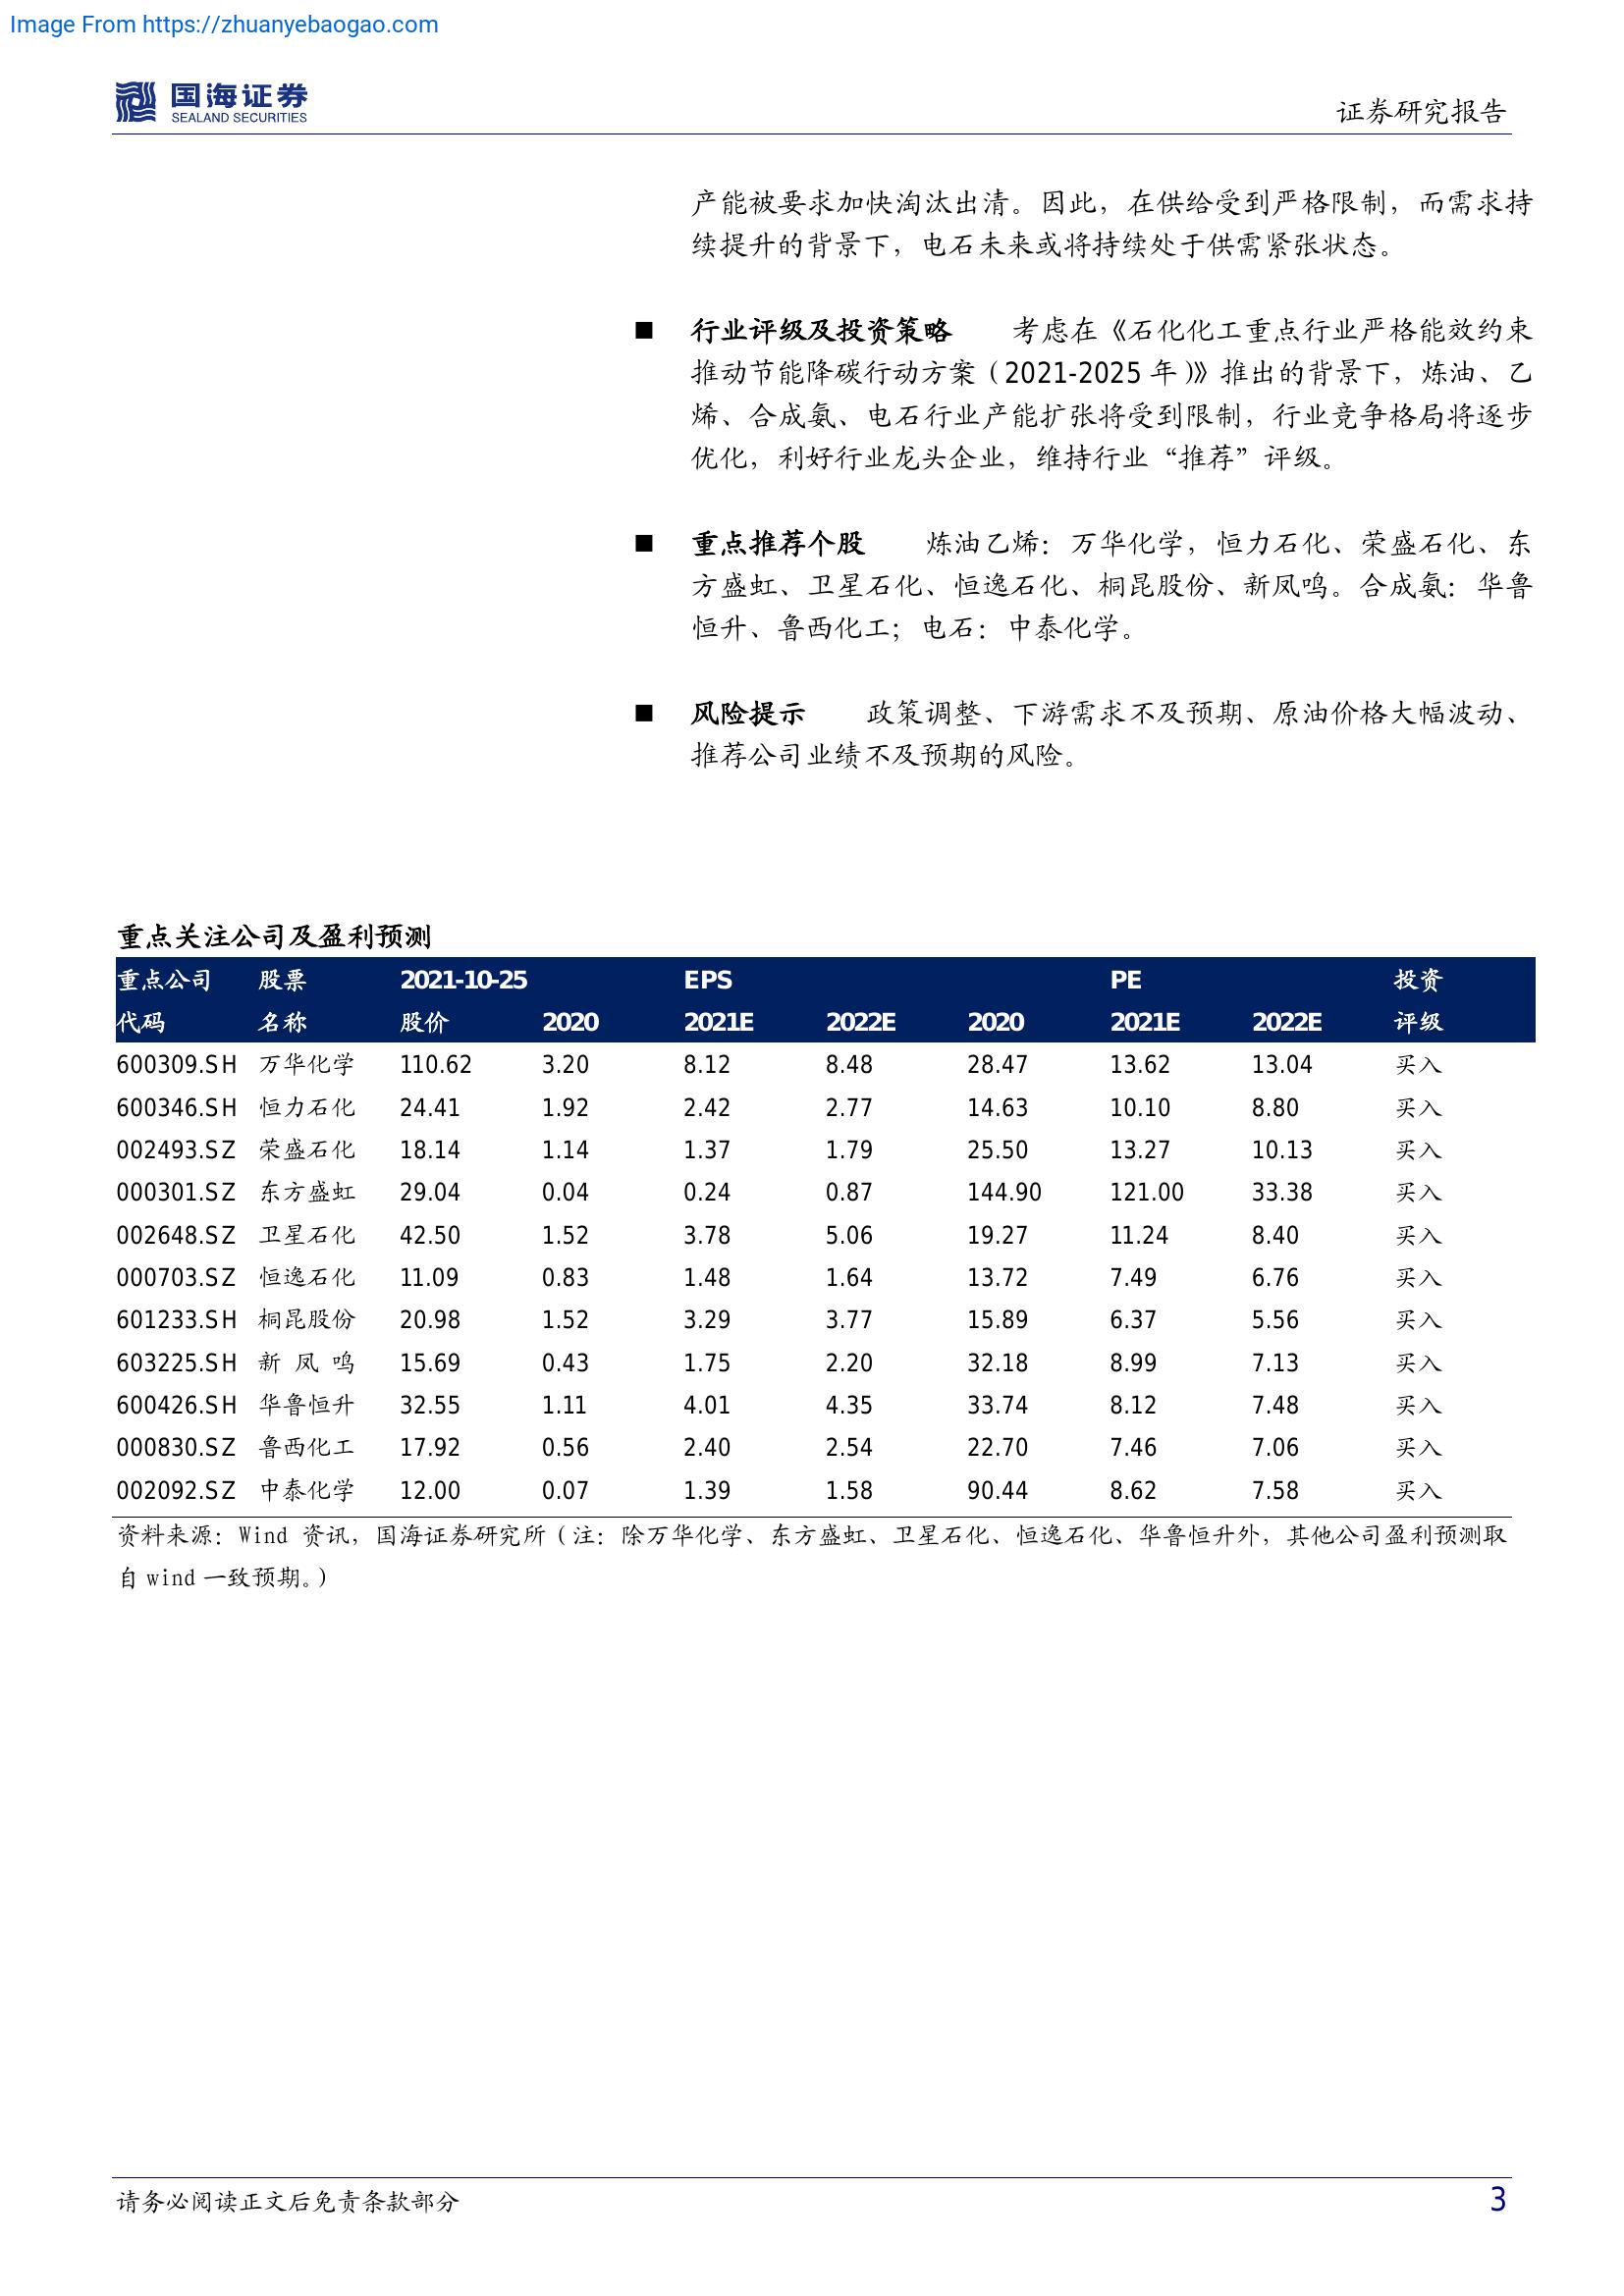 Image From https://zhuanyebaogao.com
国海证券
SEALAND SECURITIES
证券研究报告
产能被要求加快淘汰出清。因此，在供给受到严格限制，而需求持
续提升的背景下，电石未来或将持续处于供需紧张状态。
■ 行业评级及投资策略 考虑在《石化化工重点行业严格能效约束
推动节能降碳行动方案（2021-2025 年）》推出的背景下，炼油、乙
烯、合成氨、电石行业产能扩张将受到限制，行业竞争格局将逐步
优化，利好行业龙头企业，维持行业“推荐”评级。
■ 重点推荐个股 炼油乙烯：万华化学，恒力石化、荣盛石化、东
方盛虹、卫星石化、恒逸石化、桐昆股份、新凤鸣。合成氨：华鲁
恒升、鲁西化工；电石：中泰化学。
■ 风险提示 政策调整、下游需求不及预期、原油价格大幅波动、
推荐公司业绩不及预期的风险。
重点关注公司及盈利预测
重点公司 股票 2021-10-25 EPS PE 投资
代码 名称 股价 2020 2021E 2022E 2020 2021E 2022E 评级
600309.SH 万华化学 110.62 3.20 8.12 8.48 28.47 13.62 13.04 买入
600346.SH 恒力石化 24.41 1.92 2.42 2.77 14.63 10.10 8.80 买入
002493.SZ 荣盛石化 18.14 1.14 1.37 1.79 25.50 13.27 10.13 买入
000301.SZ 东方盛虹 29.04 0.04 0.24 0.87 144.90 121.00 33.38 买入
002648.SZ 卫星石化 42.50 1.52 3.78 5.06 19.27 11.24 8.40 买入
000703.SZ 恒逸石化 11.09 0.83 1.48 1.64 13.72 7.49 6.76 买入
601233.SH 桐昆股份 20.98 1.52 3.29 3.77 15.89 6.37 5.56 买入
603225.SH 新 凤 鸣 15.69 0.43 1.75 2.20 32.18 8.99 7.13 买入
600426.SH 华鲁恒升 32.55 1.11 4.01 4.35 33.74 8.12 7.48 买入
000830.SZ 鲁西化工 17.92 0.56 2.40 2.54 22.70 7.46 7.06 买入
002092.SZ 中泰化学 12.00 0.07 1.39 1.58 90.44 8.62 7.58 买入
资料来源：Wind 资讯，国海证券研究所（注：除万华化学、东方盛虹、卫星石化、恒逸石化、华鲁恒升外，其他公司盈利预测取
自 wind 一致预期。）
请务必阅读正文后免责条款部分
3